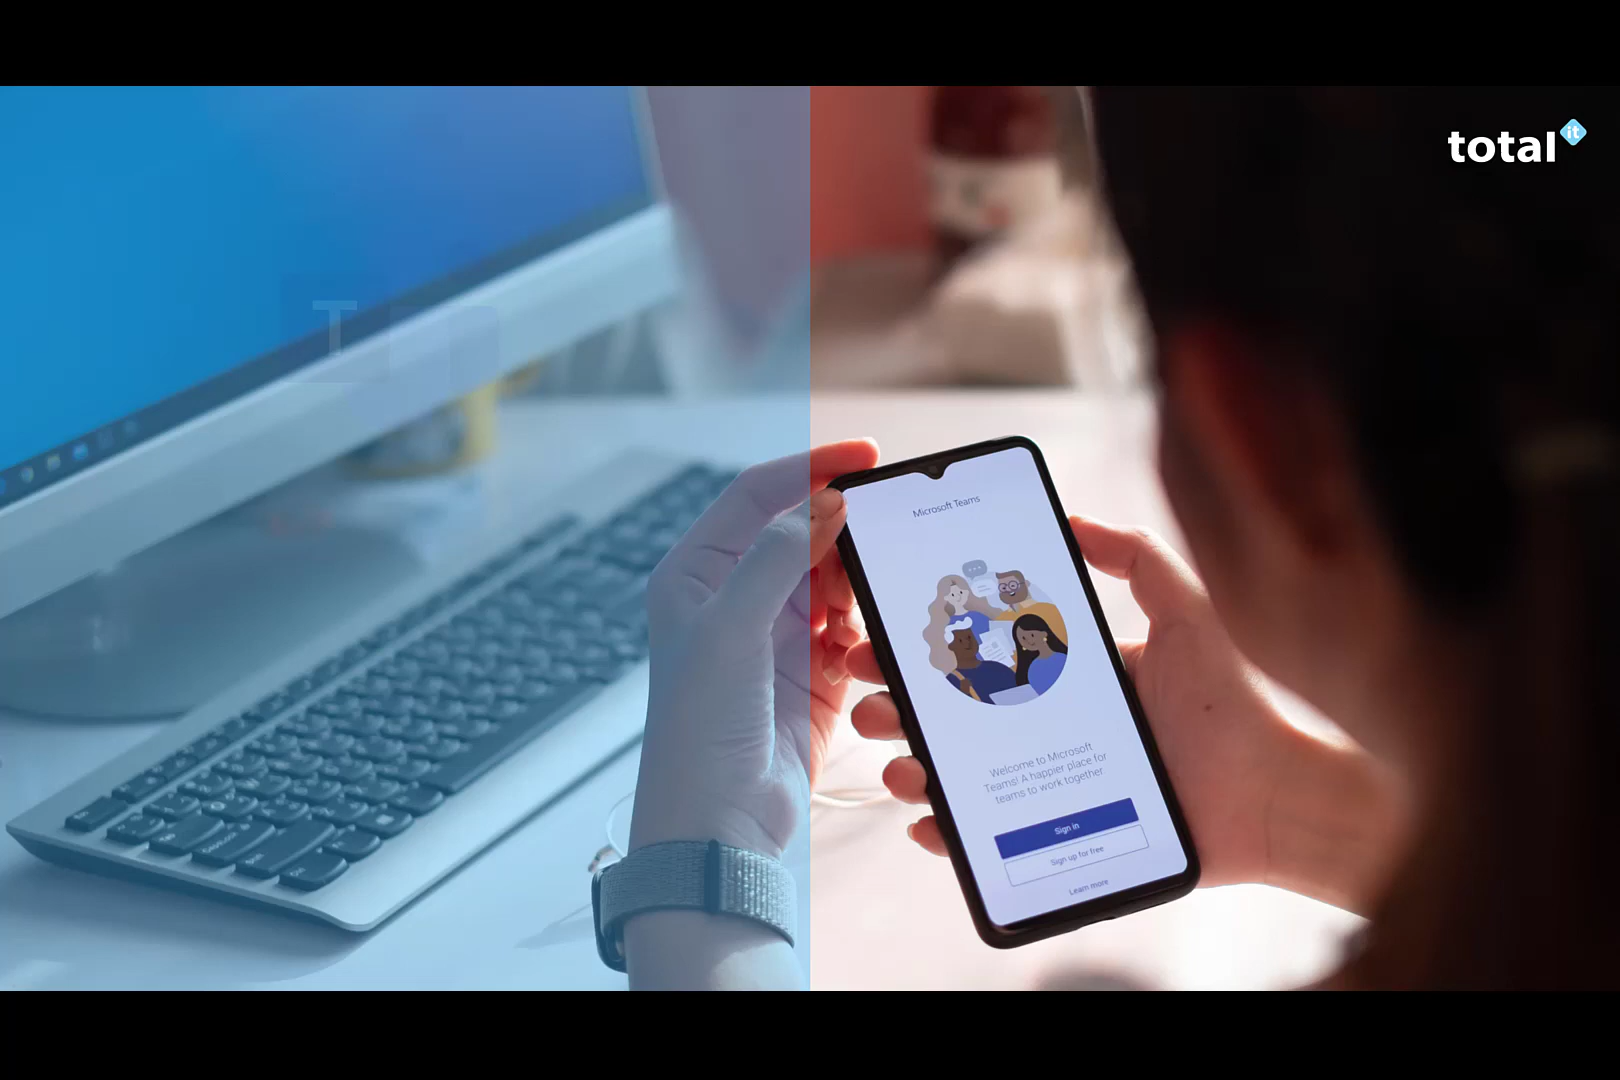 total it
T
Microsoft Teams
Welcome to Microsoft
Teams! A happier place for
teams to work together
Sign in
Sign up for free
Learn more